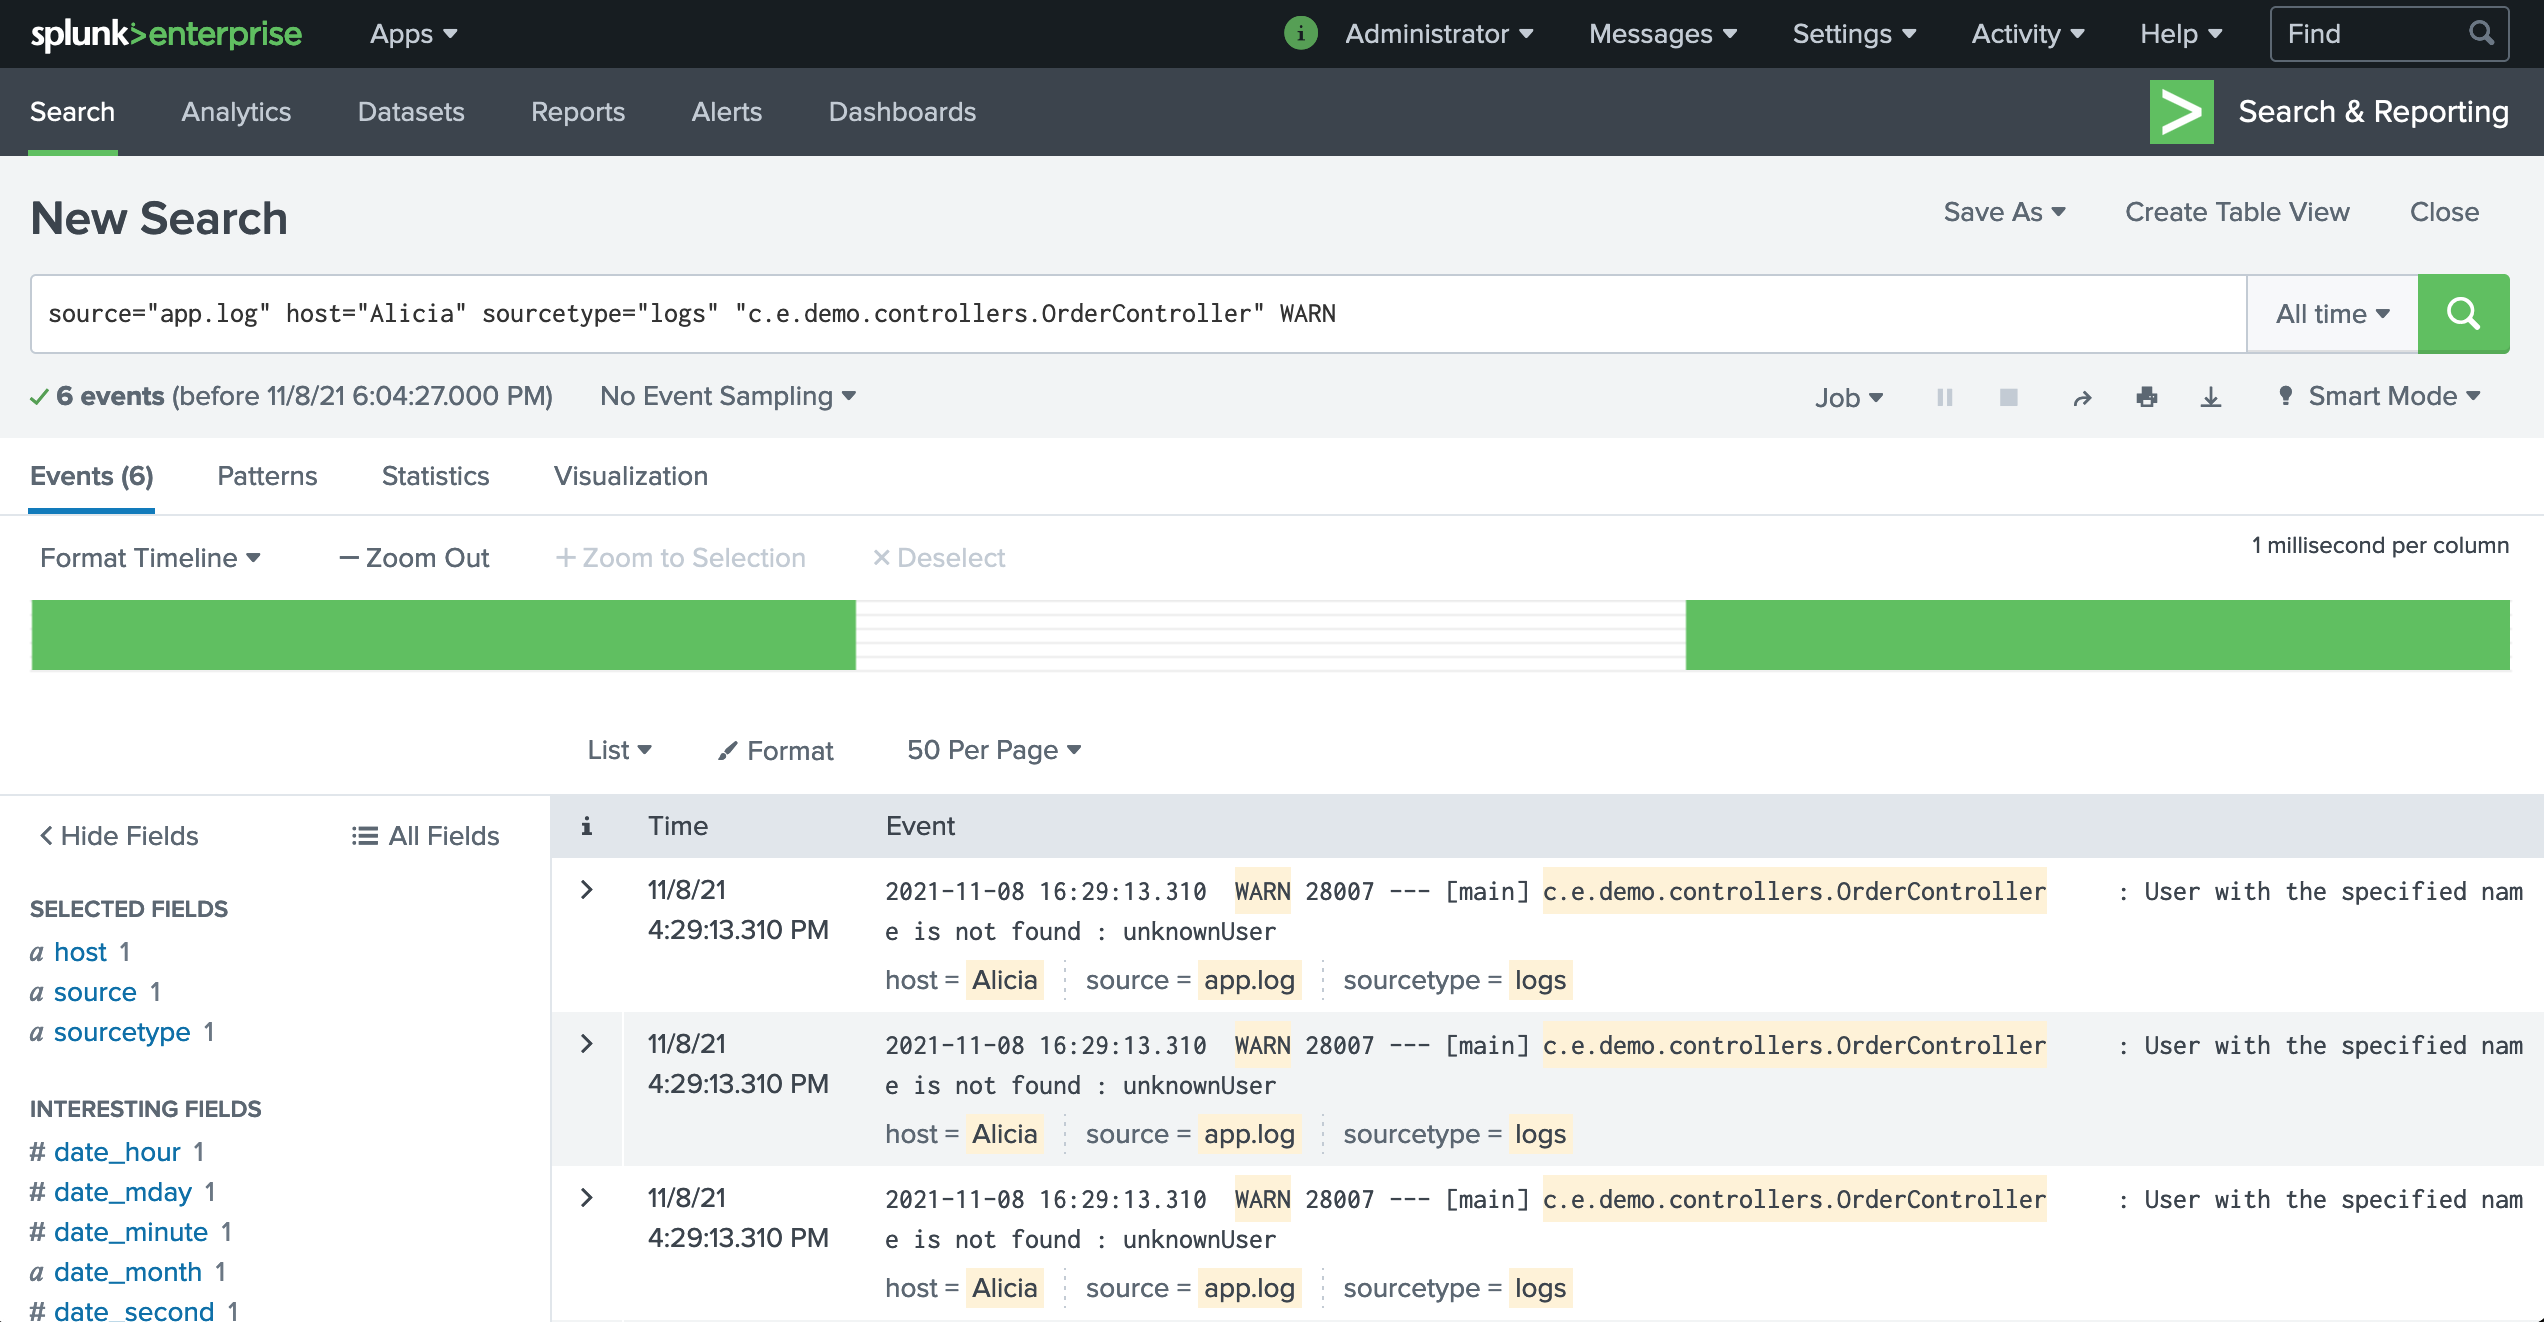 splunk>enterprise Apps i Administrator Messages Settings Activity Help Find
Search Analytics Datasets Reports Alerts Dashboards > Search & Reporting
New Search Save As Create Table View Close
source="app.log" host="Alicia" sourcetype="logs" "c.e.demo.controllers.OrderController" WARN All time
6 events (before 11/8/21 6:04:27.000 PM) No Event Sampling Job Smart Mode
Events (6) Patterns Statistics Visualization
Format Timeline — Zoom Out + Zoom to Selection × Deselect 1 millisecond per column
List Format 50 Per Page
< Hide Fields All Fields
SELECTED FIELDS
a host 1
a source 1
a sourcetype 1
INTERESTING FIELDS
# date_hour 1
# date_mday 1
# date_minute 1
a date_month 1
# date_second 1
i Time Event
> 11/8/21 2021-11-08 16:29:13.310 WARN 28007 --- [main] c.e.demo.controllers.OrderController : User with the specified nam
4:29:13.310 PM e is not found : unknownUser
host = Alicia source = app.log sourcetype = logs
> 11/8/21 2021-11-08 16:29:13.310 WARN 28007 --- [main] c.e.demo.controllers.OrderController : User with the specified nam
4:29:13.310 PM e is not found : unknownUser
host = Alicia source = app.log sourcetype = logs
> 11/8/21 2021-11-08 16:29:13.310 WARN 28007 --- [main] c.e.demo.controllers.OrderController : User with the specified nam
4:29:13.310 PM e is not found : unknownUser
host = Alicia source = app.log sourcetype = logs